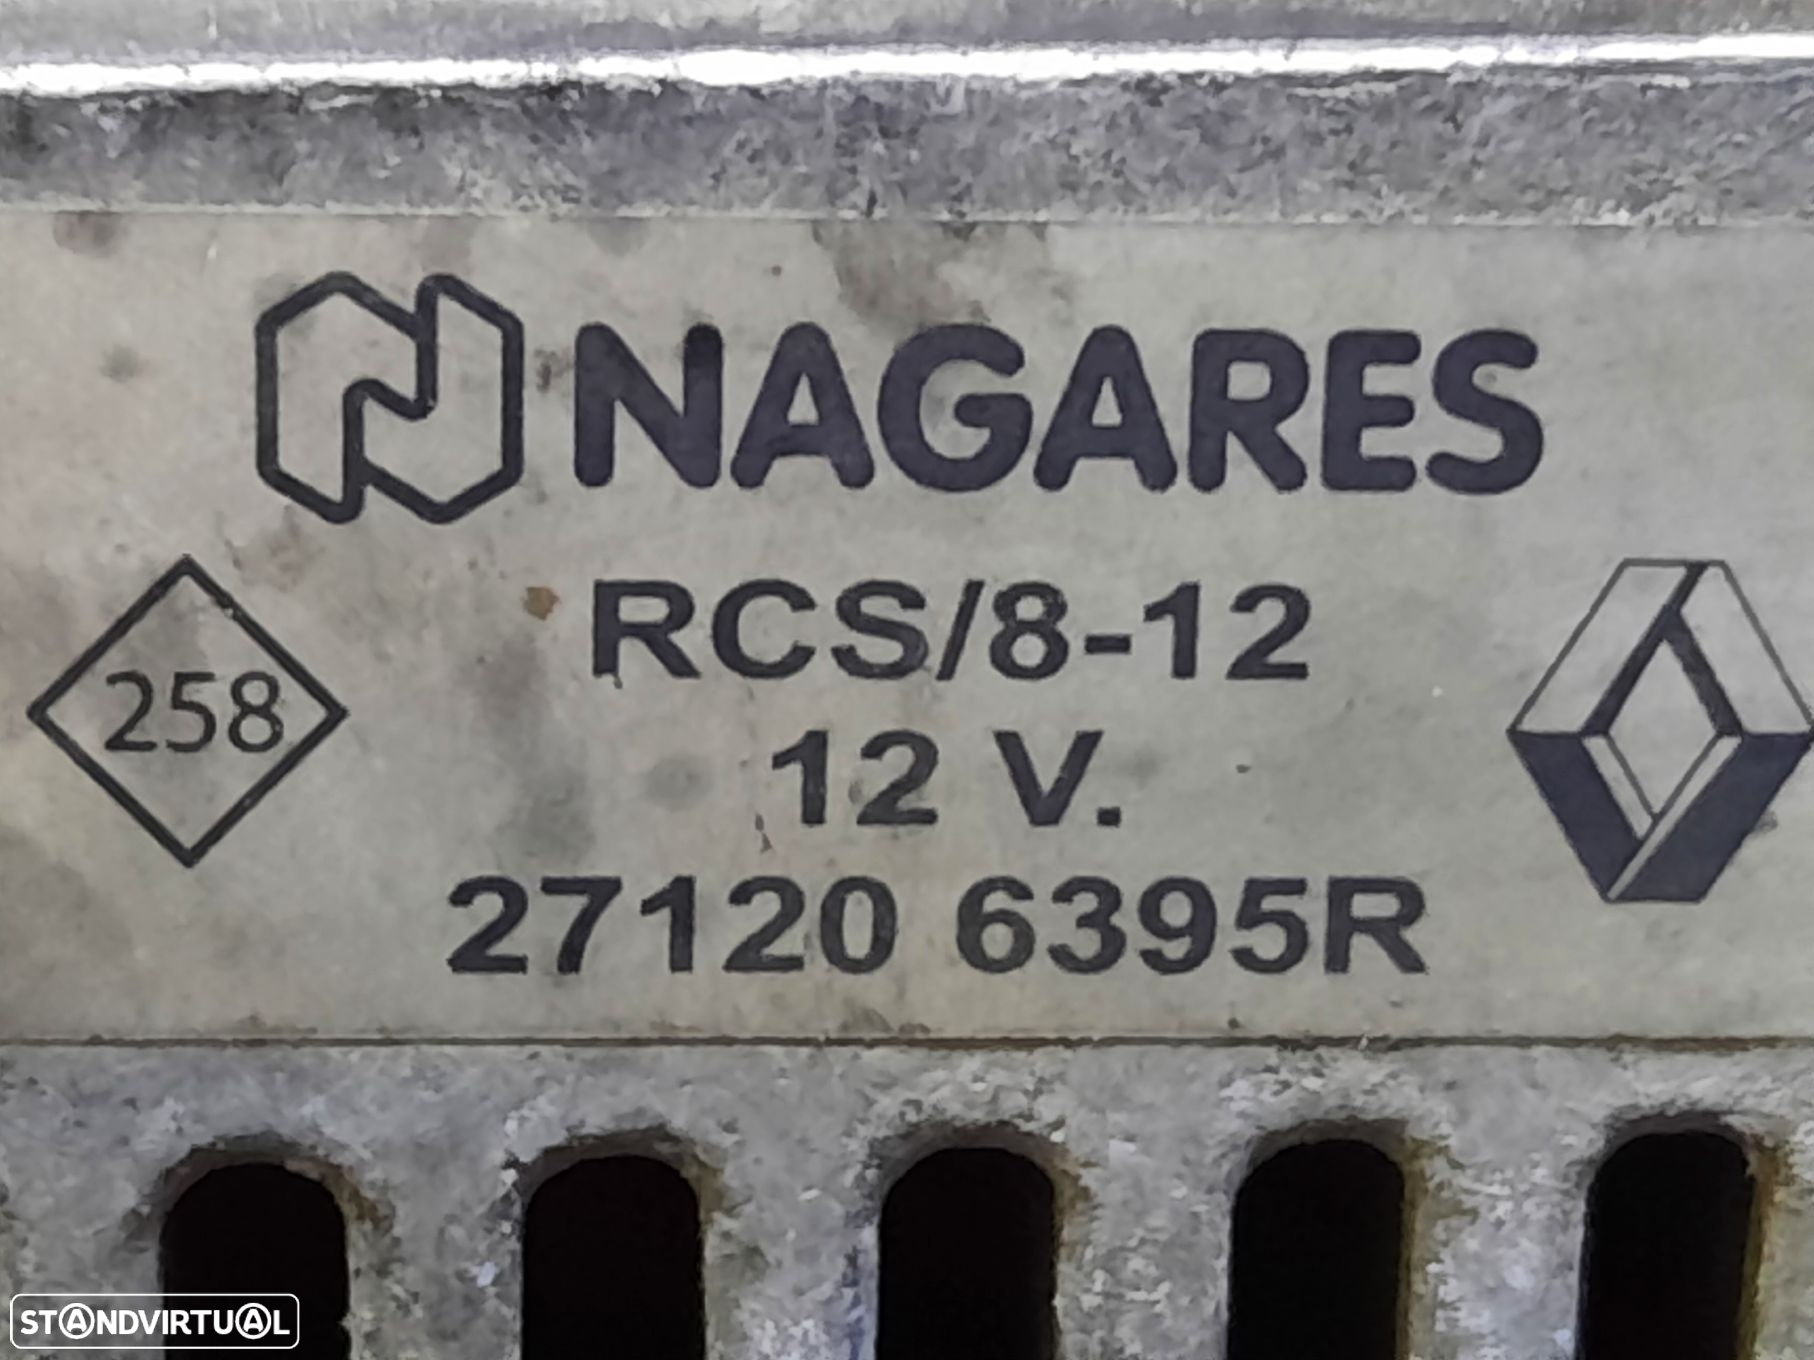 NAGARES
258
RCS/8-12
12 V.
27120 6395R
STANDVIRTUAL